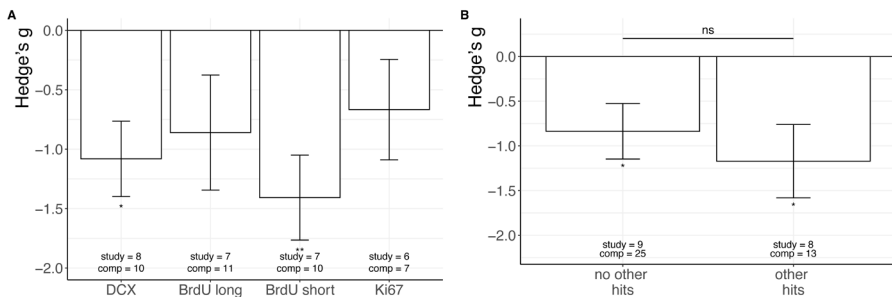 A
Hedge's g
0.0
−0.5
−1.0
−1.5
−2.0
*
**
study = 8
comp = 10
study = 7
comp = 11
study = 7
comp = 10
study = 6
comp = 7
DCX
BrdU long
BrdU short
Ki67
B
Hedge's g
ns
0.0
−0.5
−1.0
−1.5
−2.0
*
*
study = 9
comp = 25
study = 8
comp = 13
no other
hits
other
hits